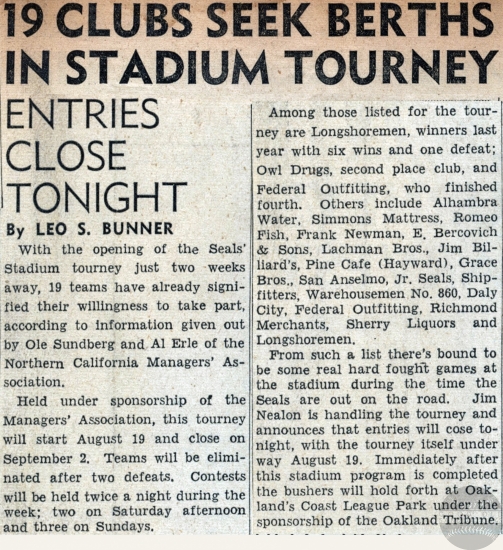 19 CLUBS SEEK BERTHS
IN STADIUM TOURNEY
ENTRIES
CLOSE
TONIGHT
By LEO S. BUNNER
With the opening of the Seals'
Stadium tourney just two weeks
away, 19 teams have already signi-
fied their willingness to take part,
according to information given out
by Ole Sundberg and Al Erle of the
Northern California Managers' As-
sociation.
Held under sponsorship of the
Managers' Association, this tourney
will start August 19 and close on
September 2. Teams will be elimi-
nated after two defeats. Contests
will be held twice a night during the
week; two on Saturday afternoon
and three on Sundays.
Among those listed for the tour-
ney are Longshoremen, winners last
year with six wins and one defeat;
Owl Drugs, second place club, and
Federal Outfitting, who finished
fourth. Others include Alhambra
Water, Simmons Mattress, Romeo
Fish, Frank Newman, E. Bercovich
& Sons, Lachman Bros., Jim Bil-
liard's, Pine Cafe (Hayward), Grace
Bros., San Anselmo, Jr. Seals, Ship-
fitters, Warehousemen No. 860, Daly
City, Federal Outfitting, Richmond
Merchants, Sherry Liquors and
Longshoremen.
From such a list there's bound to
be some real hard fought games at
the stadium during the time the
Seals are out on the road. Jim
Nealon is handling the tourney and
announces that entries will cose to-
night, with the tourney itself under
way August 19. Immediately after
this stadium program is completed
the bushers will hold forth at Oak-
land's Coast League Park under the
sponsorship of the Oakland Tribune.